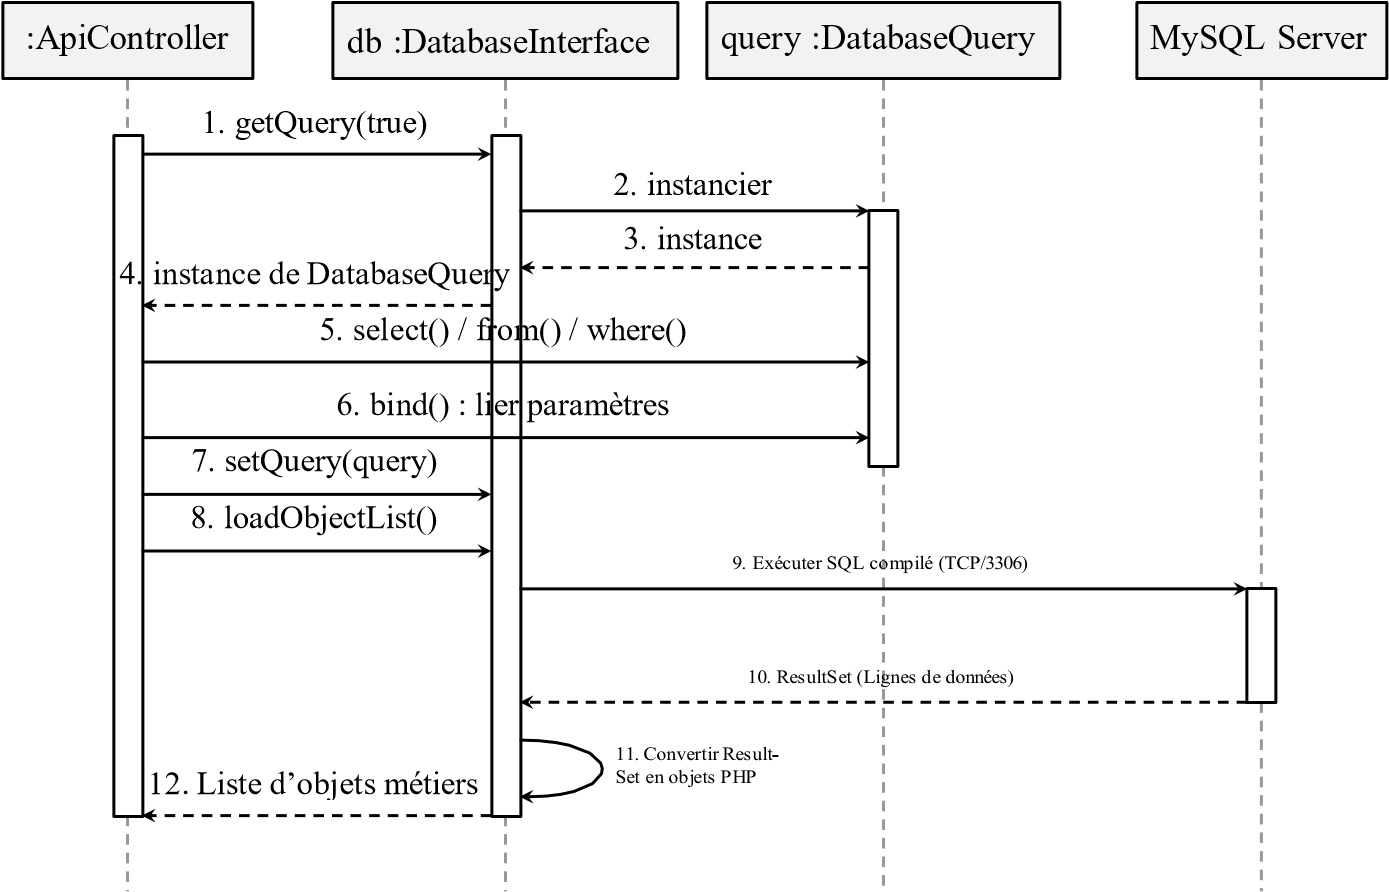 :ApiController
db :DatabaseInterface
query :DatabaseQuery
MySQL Server
1. getQuery(true)
2. instancier
3. instance
4. instance de DatabaseQuery
5. select() / from() / where()
6. bind() : lier paramètres
7. setQuery(query)
8. loadObjectList()
9. Exécuter SQL compilé (TCP/3306)
10. ResultSet (Lignes de données)
11. Convertir Result-
Set en objets PHP
12. Liste d’objets métiers